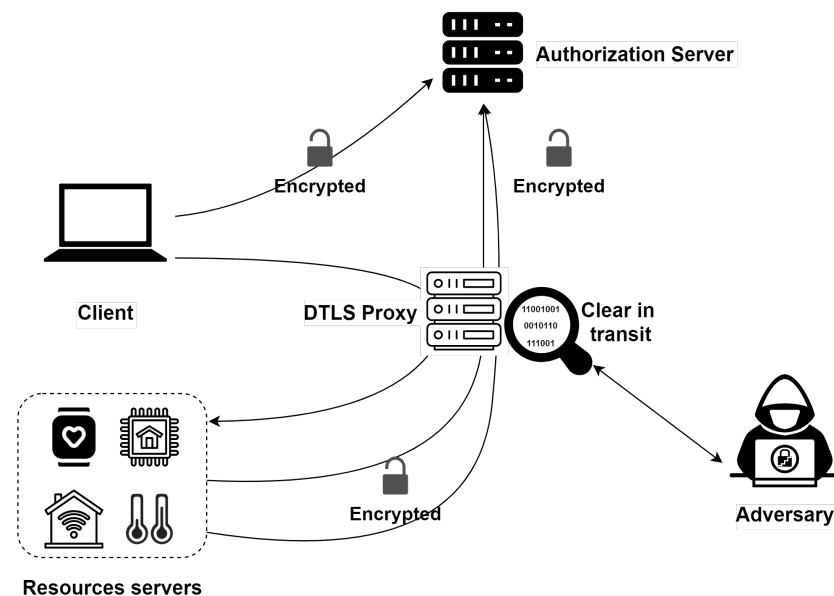 Authorization Server
Encrypted
Encrypted
Client
DTLS Proxy
11001001
0010110
111001
Clear in
transit
Encrypted
Adversary
Resources servers